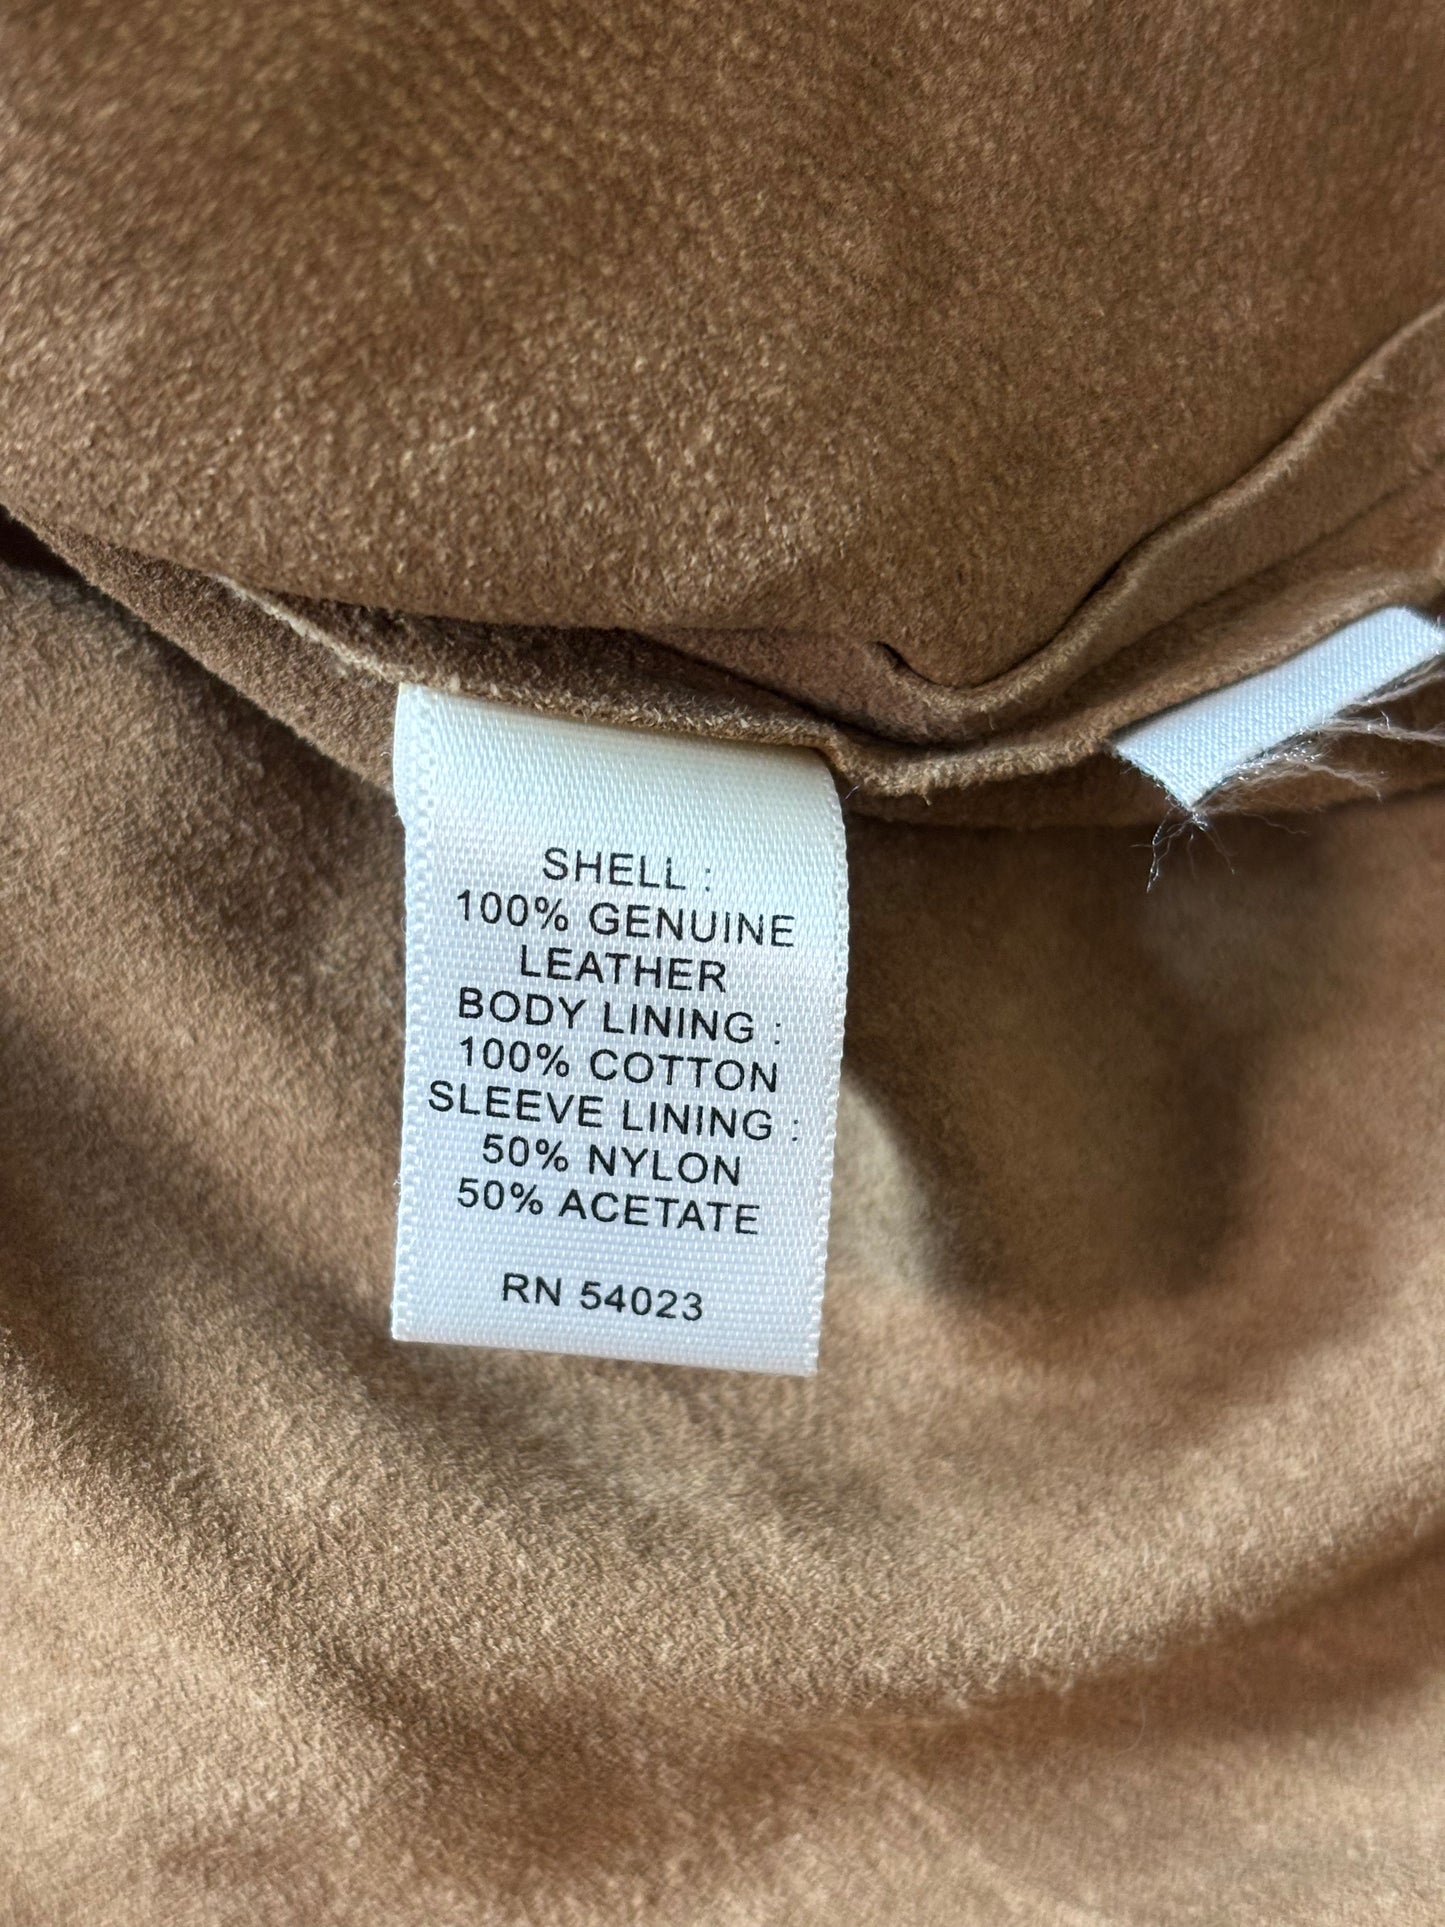 SHELL :
100% GENUINE
LEATHER
BODY LINING :
100% COTTON
SLEEVE LINING :
50% NYLON
50% ACETATE
RN 54023